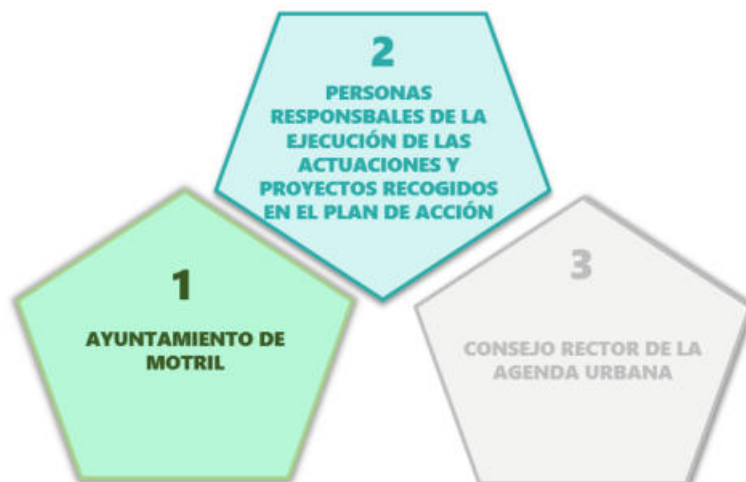 1
AYUNTAMIENTO DE
MOTRIL
2
PERSONAS
RESPONSBALES DE LA
EJECUCIÓN DE LAS
ACTUACIONES Y
PROYECTOS RECOGIDOS
EN EL PLAN DE ACCIÓN
3
CONSEJO RECTOR DE LA
AGENDA URBANA